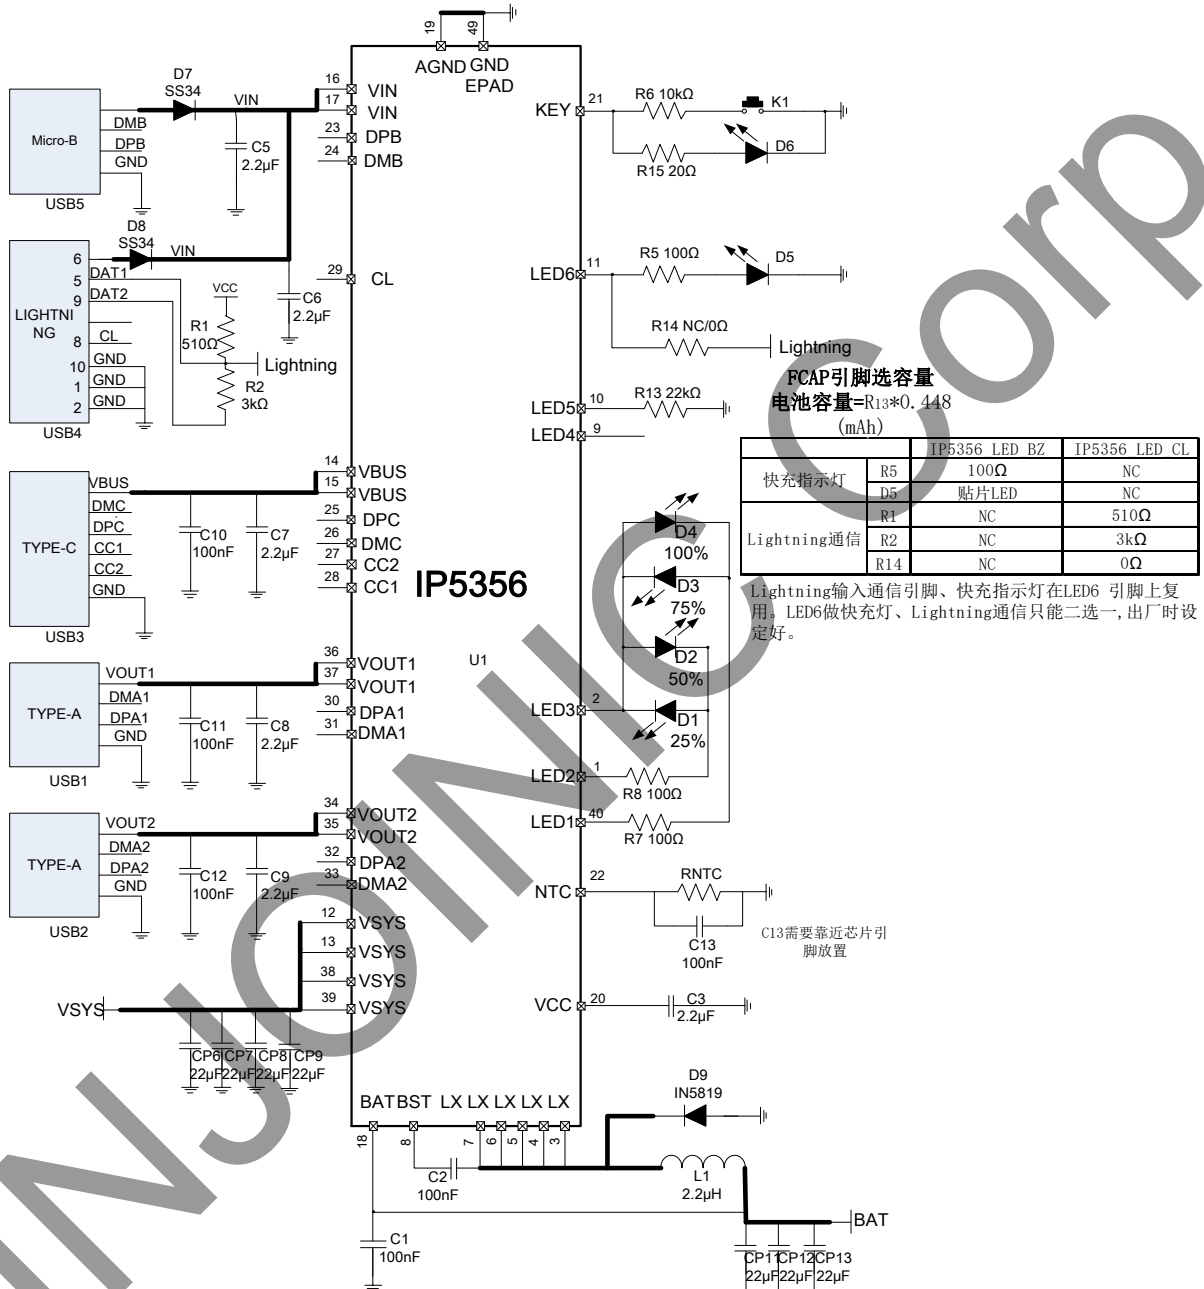 19
49
AGND GND
EPAD
D7
SS34
VIN
16
17
VIN
VIN
23
DPB
24
DMB
Micro-B
DMB
DPB
GND
C5
2.2μF
USB5
D8
SS34
VIN
6
5
DAT1
9
DAT2
LIGHTNI
NG
8
CL
10
GND
1
GND
2
GND
USB4
VCC
R1
510Ω
Lightning
R2
3kΩ
C6
2.2μF
29
CL
KEY
21
R6 10kΩ
K1
R15 20Ω
D6
LED6
11
R5 100Ω
D5
R14 NC/0Ω
Lightning
LED5
10
R13 22kΩ
LED4
9
FCAP引脚选容量
电池容量=R13*0.448
(mAh)
IP5356 LED BZ
IP5356 LED CL
快充指示灯
R5
100Ω
NC
D5
贴片LED
NC
Lightning通信
R1
NC
510Ω
R2
NC
3kΩ
R14
NC
0Ω
Lightning输入通信引脚、快充指示灯在LED6 引脚上复
用。LED6做快充灯、Lightning通信只能二选一,出厂时设
定好。
VBUS
DMC
DPC
CC1
CC2
GND
TYPE-C
USB3
C10
100nF
C7
2.2μF
14
15
VBUS
VBUS
25
DPC
26
DMC
27
CC2
28
CC1
IP5356
U1
D4
100%
D3
75%
D2
50%
D1
25%
LED3
2
LED2
1
R8 100Ω
LED1
40
R7 100Ω
VOUT1
DMA1
DPA1
GND
TYPE-A
USB1
C11
100nF
C8
2.2μF
36
37
VOUT1
VOUT1
30
DPA1
31
DMA1
VOUT2
DMA2
DPA2
GND
TYPE-A
USB2
C12
100nF
C9
2.2μF
34
35
VOUT2
VOUT2
32
DPA2
33
DMA2
NTC
22
RNTC
C13
100nF
C13需要靠近芯片引
脚放置
12
VSYS
13
VSYS
38
VSYS
39
VSYS
VSYS
CP6
22μF
CP7
22μF
CP8
22μF
CP9
22μF
VCC
20
C3
2.2μF
BAT BST LX LX LX LX LX
18
8
7
6
5
4
3
D9
IN5819
C2
100nF
L1
2.2μH
BAT
C1
100nF
CP11
22μF
CP12
22μF
CP13
22μF
INJOINIC Corp